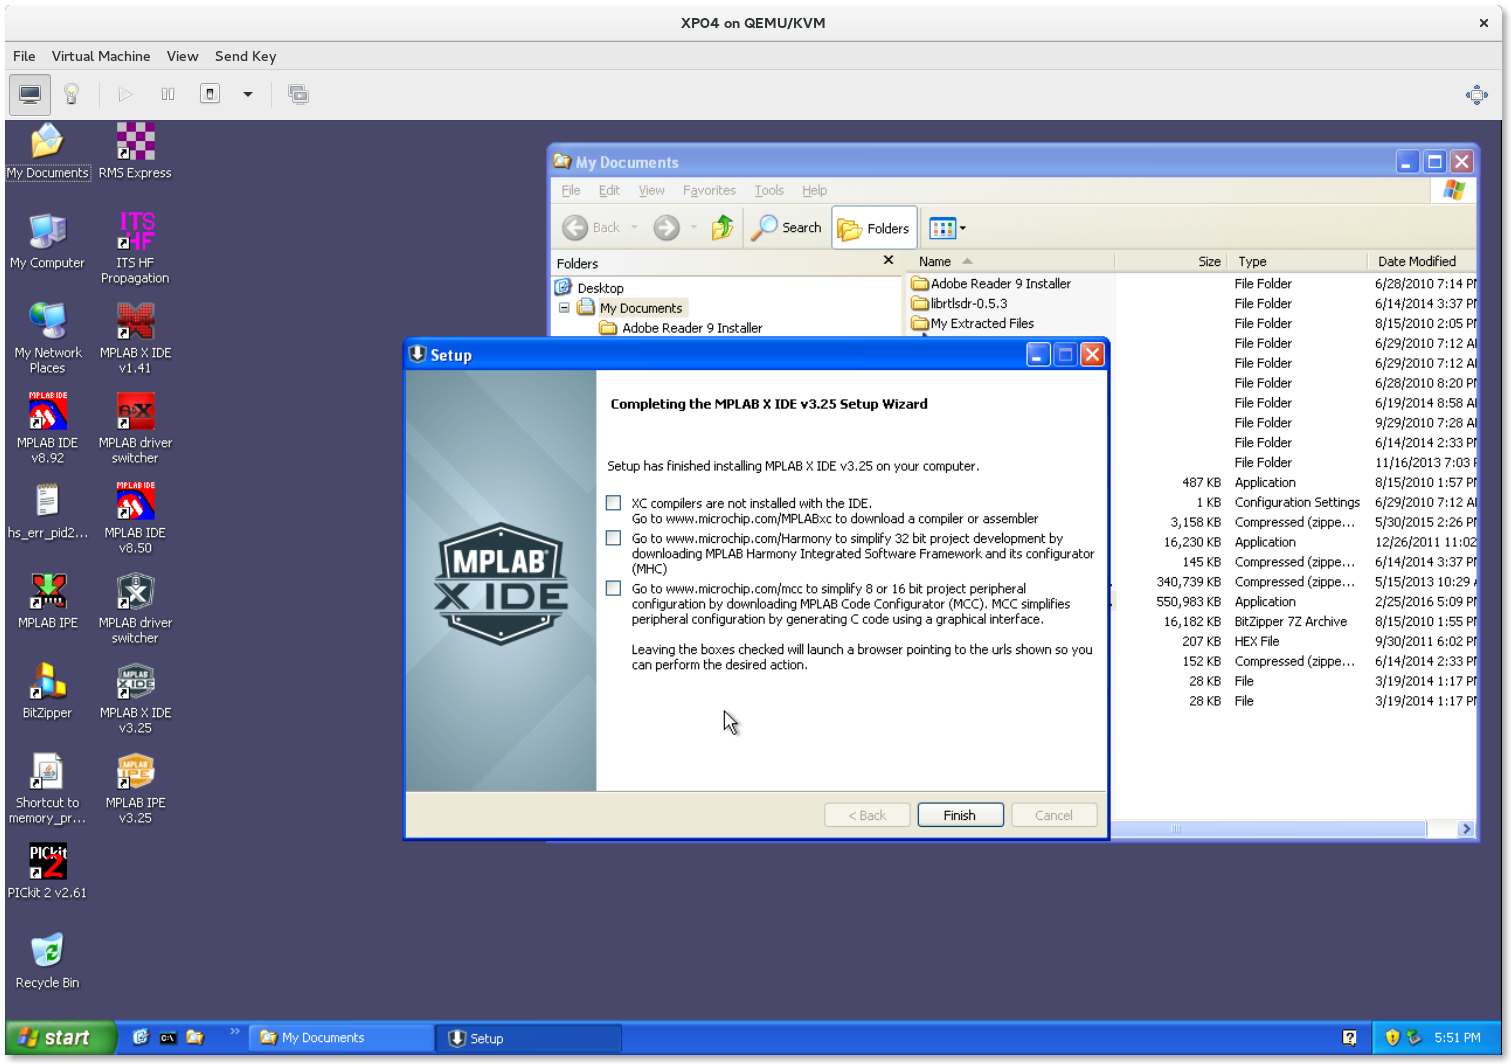 XP04 on QEMU/KVM
File Virtual Machine View Send Key
My Documents
RMS Express
My Computer
ITS HF
ITS HF
Propagation
My Network
Places
MPLAB X IDE
v1.41
MPLAB IDE
MPLAB IDE
v8.92
MPLAB driver
switcher
hs_err_pid2...
MPLAB IDE
MPLAB IDE
v8.50
MPLAB IPE
MPLAB driver
switcher
BitZipper
MPLAB
X IDE
MPLAB X IDE
v3.25
Shortcut to
memory_pr...
MPLAB
IPE
MPLAB IPE
v3.25
PICkit
2
PICkit 2 v2.61
Recycle Bin
My Documents
File Edit View Favorites Tools Help
Back Search Folders
Folders
Name Size Type Date Modified
Desktop
My Documents
Adobe Reader 9 Installer
Adobe Reader 9 Installer File Folder 6/28/2010 7:14 P
librtlsdr-0.5.3 File Folder 6/14/2014 3:37 P
My Extracted Files File Folder 8/15/2010 2:05 P
File Folder 6/29/2010 7:12 A
File Folder 6/29/2010 7:12 A
File Folder 6/28/2010 8:20 P
File Folder 6/19/2014 8:58 A
File Folder 9/29/2010 7:28 A
File Folder 6/14/2014 2:33 P
File Folder 11/16/2013 7:03
487 KB Application 8/15/2010 1:57 P
1 KB Configuration Settings 6/29/2010 7:12 A
3,158 KB Compressed (zippe... 5/30/2015 2:26 P
16,230 KB Application 12/26/2011 11:02
145 KB Compressed (zippe... 6/14/2014 3:37 P
340,739 KB Compressed (zippe... 5/15/2013 10:29
550,983 KB Application 2/25/2016 5:09 P
16,182 KB BitZipper 7Z Archive 8/15/2010 1:55 P
207 KB HEX File 9/30/2011 6:02 P
152 KB Compressed (zippe... 6/14/2014 2:33 P
28 KB File 3/19/2014 1:17 P
28 KB File 3/19/2014 1:17 P
Setup
MPLAB®
X IDE
Completing the MPLAB X IDE v3.25 Setup Wizard
Setup has finished installing MPLAB X IDE v3.25 on your computer.
XC compilers are not installed with the IDE.
Go to www.microchip.com/MPLABxc to download a compiler or assembler
Go to www.microchip.com/Harmony to simplify 32 bit project development by
downloading MPLAB Harmony Integrated Software Framework and its configurator
(MHC)
Go to www.microchip.com/mcc to simplify 8 or 16 bit project peripheral
configuration by downloading MPLAB Code Configurator (MCC). MCC simplifies
peripheral configuration by generating C code using a graphical interface.
Leaving the boxes checked will launch a browser pointing to the urls shown so you
can perform the desired action.
< Back Finish Cancel
start My Documents Setup 5:51 PM